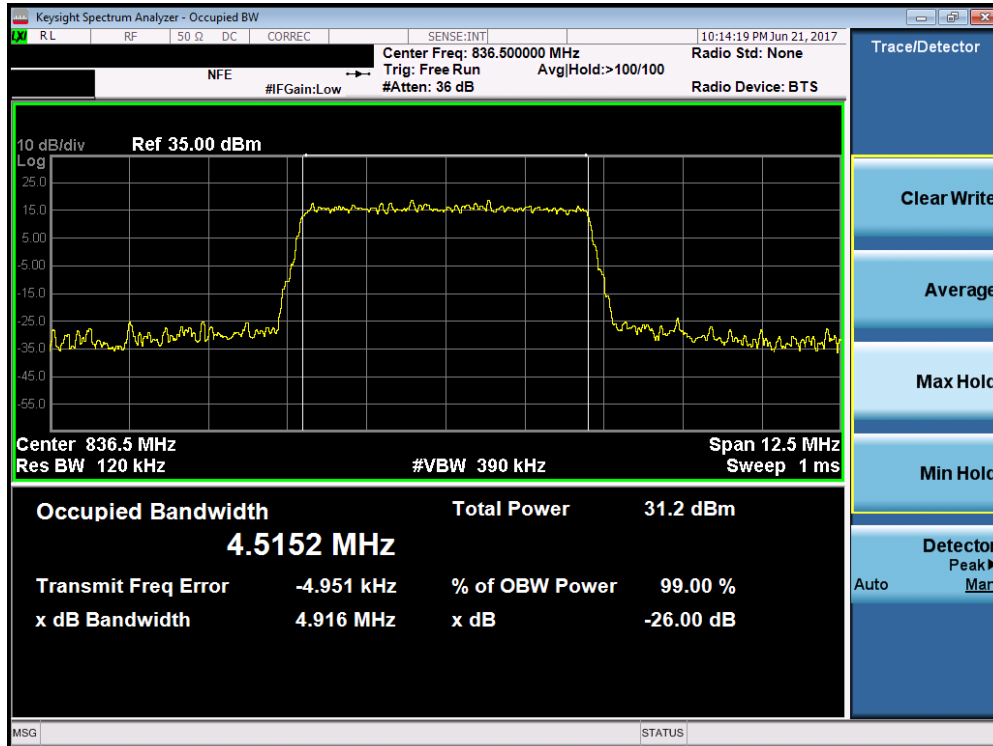 Keysight Spectrum Analyzer - Occupied BW
LXI RL RF 50 Ω DC CORREC SENSE:INT 10:14:19 PM Jun 21, 2017
Center Freq: 836.500000 MHz Radio Std: None
NFE Trig: Free Run Avg|Hold:>100/100
#IFGain:Low #Atten: 36 dB Radio Device: BTS
10 dB/div Ref 35.00 dBm
Log
25.0
15.0
5.00
-5.00
-15.0
-25.0
-35.0
-45.0
-55.0
Center 836.5 MHz Span 12.5 MHz
Res BW 120 kHz #VBW 390 kHz Sweep 1 ms
Occupied Bandwidth Total Power 31.2 dBm
4.5152 MHz
Transmit Freq Error -4.951 kHz % of OBW Power 99.00 %
x dB Bandwidth 4.916 MHz x dB -26.00 dB
MSG STATUS
Trace/Detector
Clear Write
Average
Max Hold
Min Hold
Detector
Peak
Auto Man